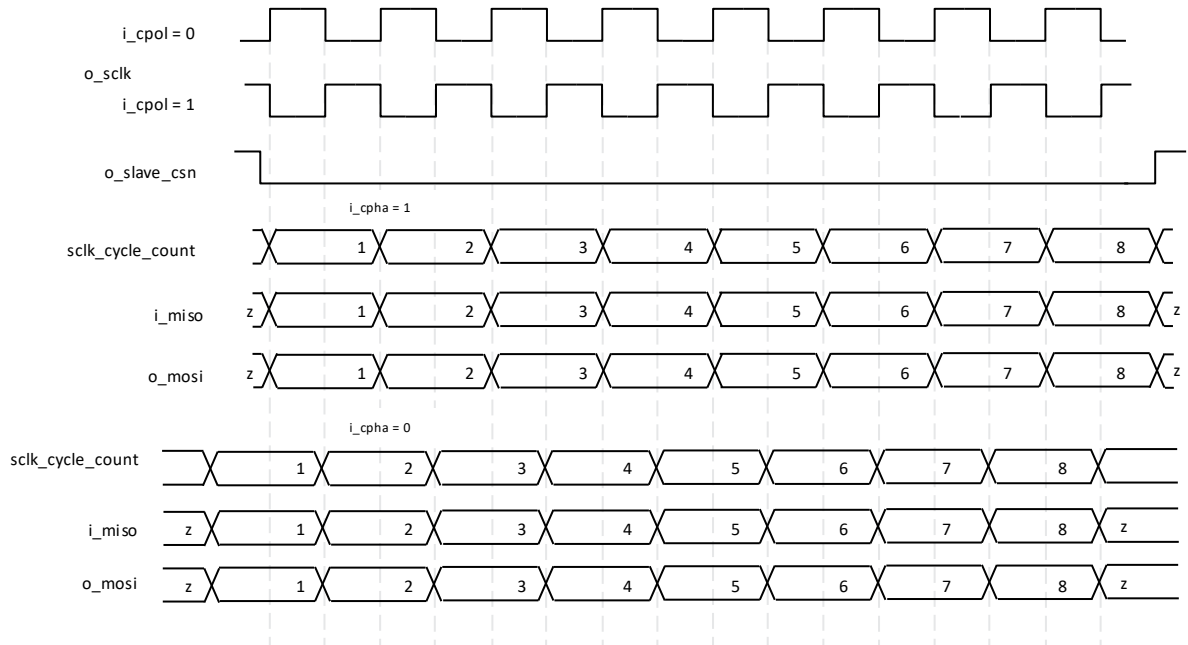 i_cpol = 0
o_sclk
i_cpol = 1
o_slave_csn
i_cpha = 1
sclk_cycle_count 1 2 3 4 5 6 7 8
i_miso z 1 2 3 4 5 6 7 8 z
o_mosi z 1 2 3 4 5 6 7 8 z
i_cpha = 0
sclk_cycle_count 1 2 3 4 5 6 7 8
i_miso z 1 2 3 4 5 6 7 8 z
o_mosi z 1 2 3 4 5 6 7 8 z